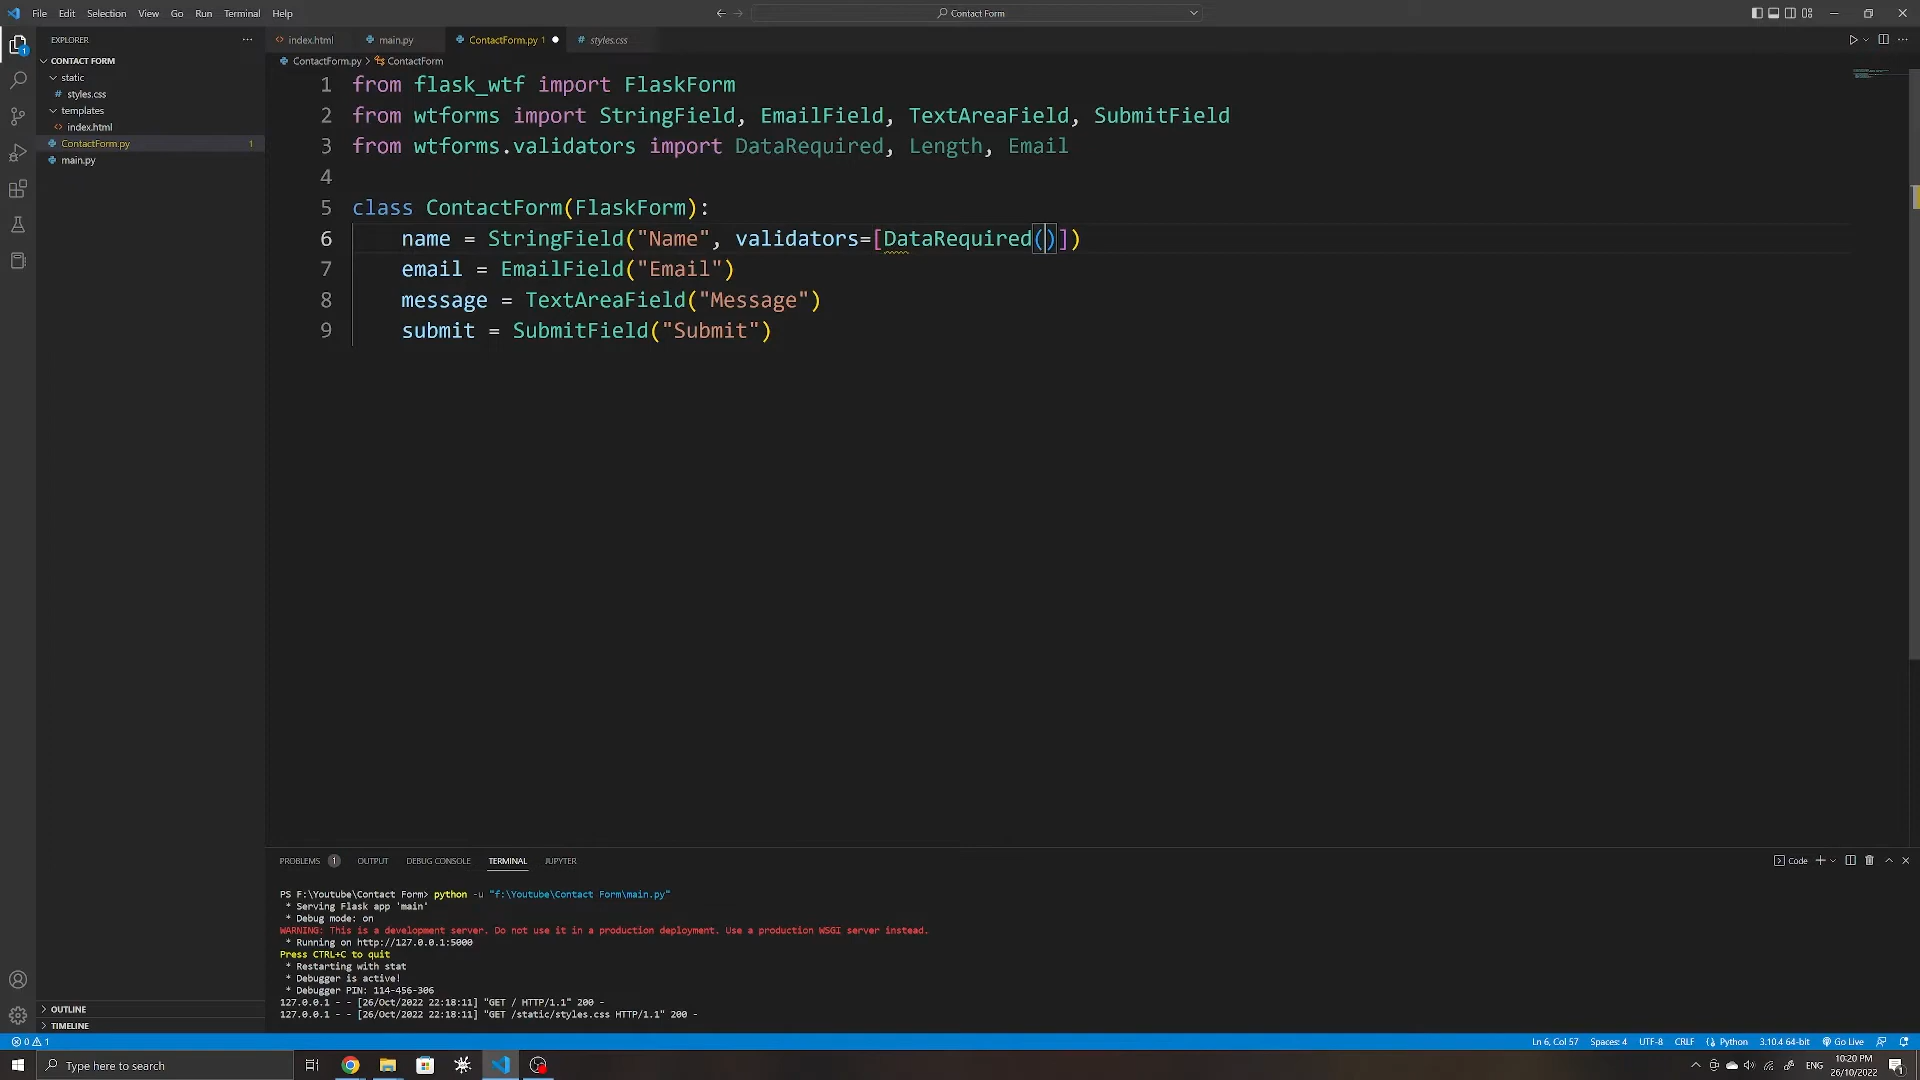 File Edit Selection View Go Run Terminal Help
Contact Form
EXPLORER
CONTACT FORM
static
styles.css
templates
index.html
ContactForm.py 1
main.py
OUTLINE
TIMELINE
index.html main.py ContactForm.py 1 styles.css
ContactForm.py > ContactForm
1 from flask_wtf import FlaskForm
2 from wtforms import StringField, EmailField, TextAreaField, SubmitField
3 from wtforms.validators import DataRequired, Length, Email
4
5 class ContactForm(FlaskForm):
6 name = StringField("Name", validators=[DataRequired()])
7 email = EmailField("Email")
8 message = TextAreaField("Message")
9 submit = SubmitField("Submit")
PROBLEMS 1 OUTPUT DEBUG CONSOLE TERMINAL JUPYTER
Code
PS F:\Youtube\Contact Form> python -u "f:\Youtube\Contact Form\main.py"
* Serving Flask app 'main'
* Debug mode: on
WARNING: This is a development server. Do not use it in a production deployment. Use a production WSGI server instead.
* Running on http://127.0.0.1:5000
Press CTRL+C to quit
* Restarting with stat
* Debugger is active!
* Debugger PIN: 114-456-306
127.0.0.1 - - [26/Oct/2022 22:18:11] "GET / HTTP/1.1" 200 -
127.0.0.1 - - [26/Oct/2022 22:18:11] "GET /static/styles.css HTTP/1.1" 200 -
0 1 Ln 6, Col 57 Spaces: 4 UTF-8 CRLF Python 3.10.4 64-bit Go Live
Type here to search
ENG
10:20 PM
26/10/2022
1